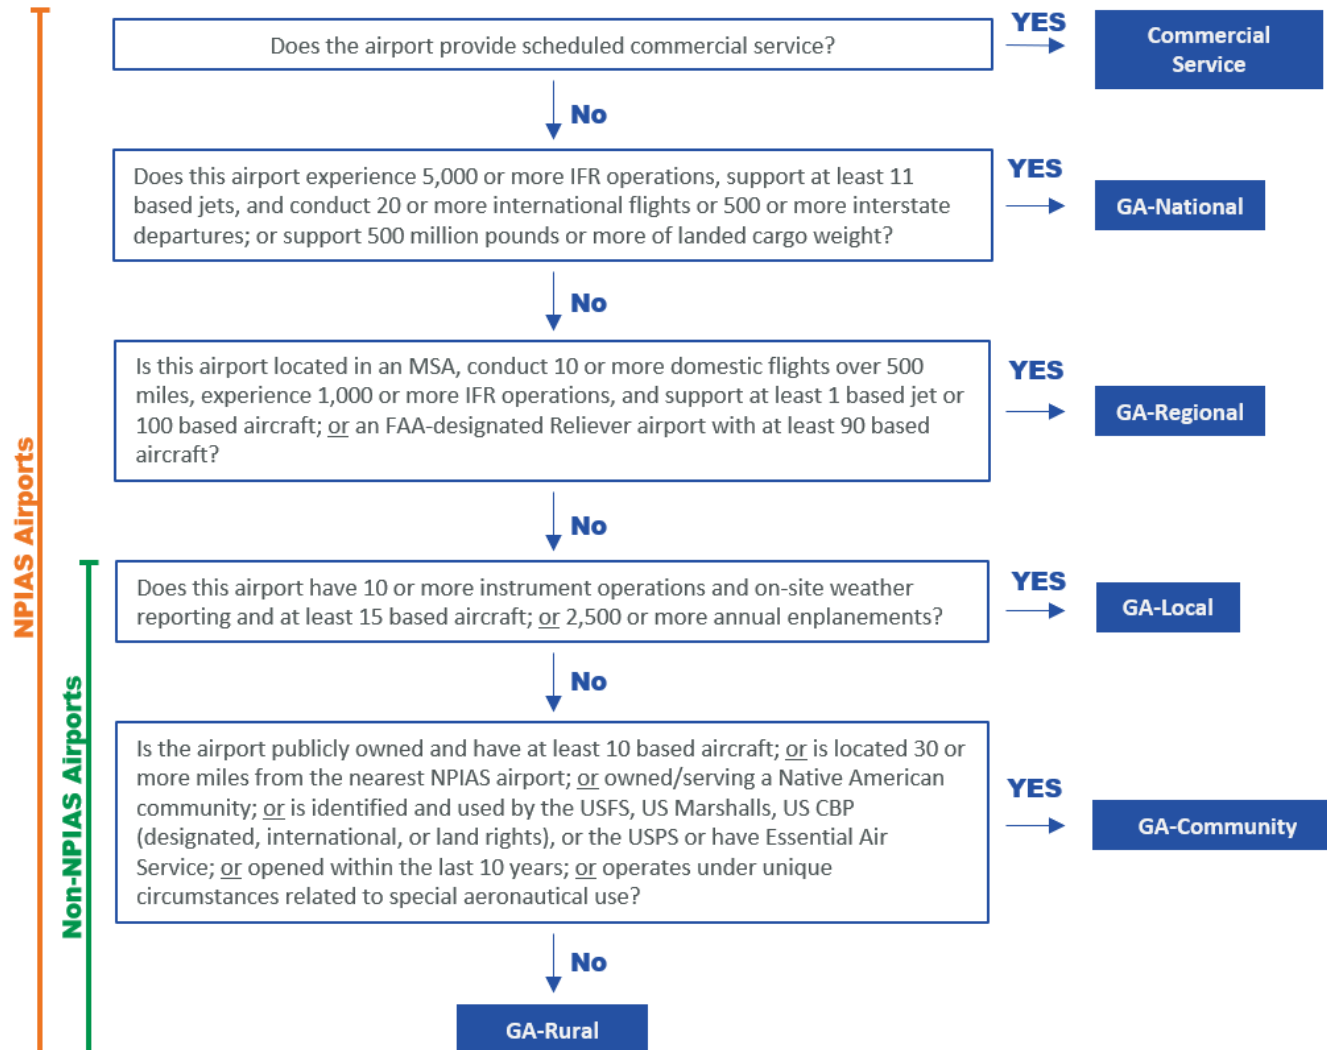 Does the airport provide scheduled commercial service?
YES
Commercial
Service
No
Does this airport experience 5,000 or more IFR operations, support at least 11
based jets, and conduct 20 or more international flights or 500 or more interstate
departures; or support 500 million pounds or more of landed cargo weight?
YES
GA-National
No
Is this airport located in an MSA, conduct 10 or more domestic flights over 500
miles, experience 1,000 or more IFR operations, and support at least 1 based jet or
100 based aircraft; or an FAA-designated Reliever airport with at least 90 based
aircraft?
YES
GA-Regional
No
Does this airport have 10 or more instrument operations and on-site weather
reporting and at least 15 based aircraft; or 2,500 or more annual enplanements?
YES
GA-Local
No
Is the airport publicly owned and have at least 10 based aircraft; or is located 30 or
more miles from the nearest NPIAS airport; or owned/serving a Native American
community; or is identified and used by the USFS, US Marshalls, US CBP
(designated, international, or land rights), or the USPS or have Essential Air
Service; or opened within the last 10 years; or operates under unique
circumstances related to special aeronautical use?
YES
GA-Community
No
GA-Rural
NPIAS Airports
Non-NPIAS Airports